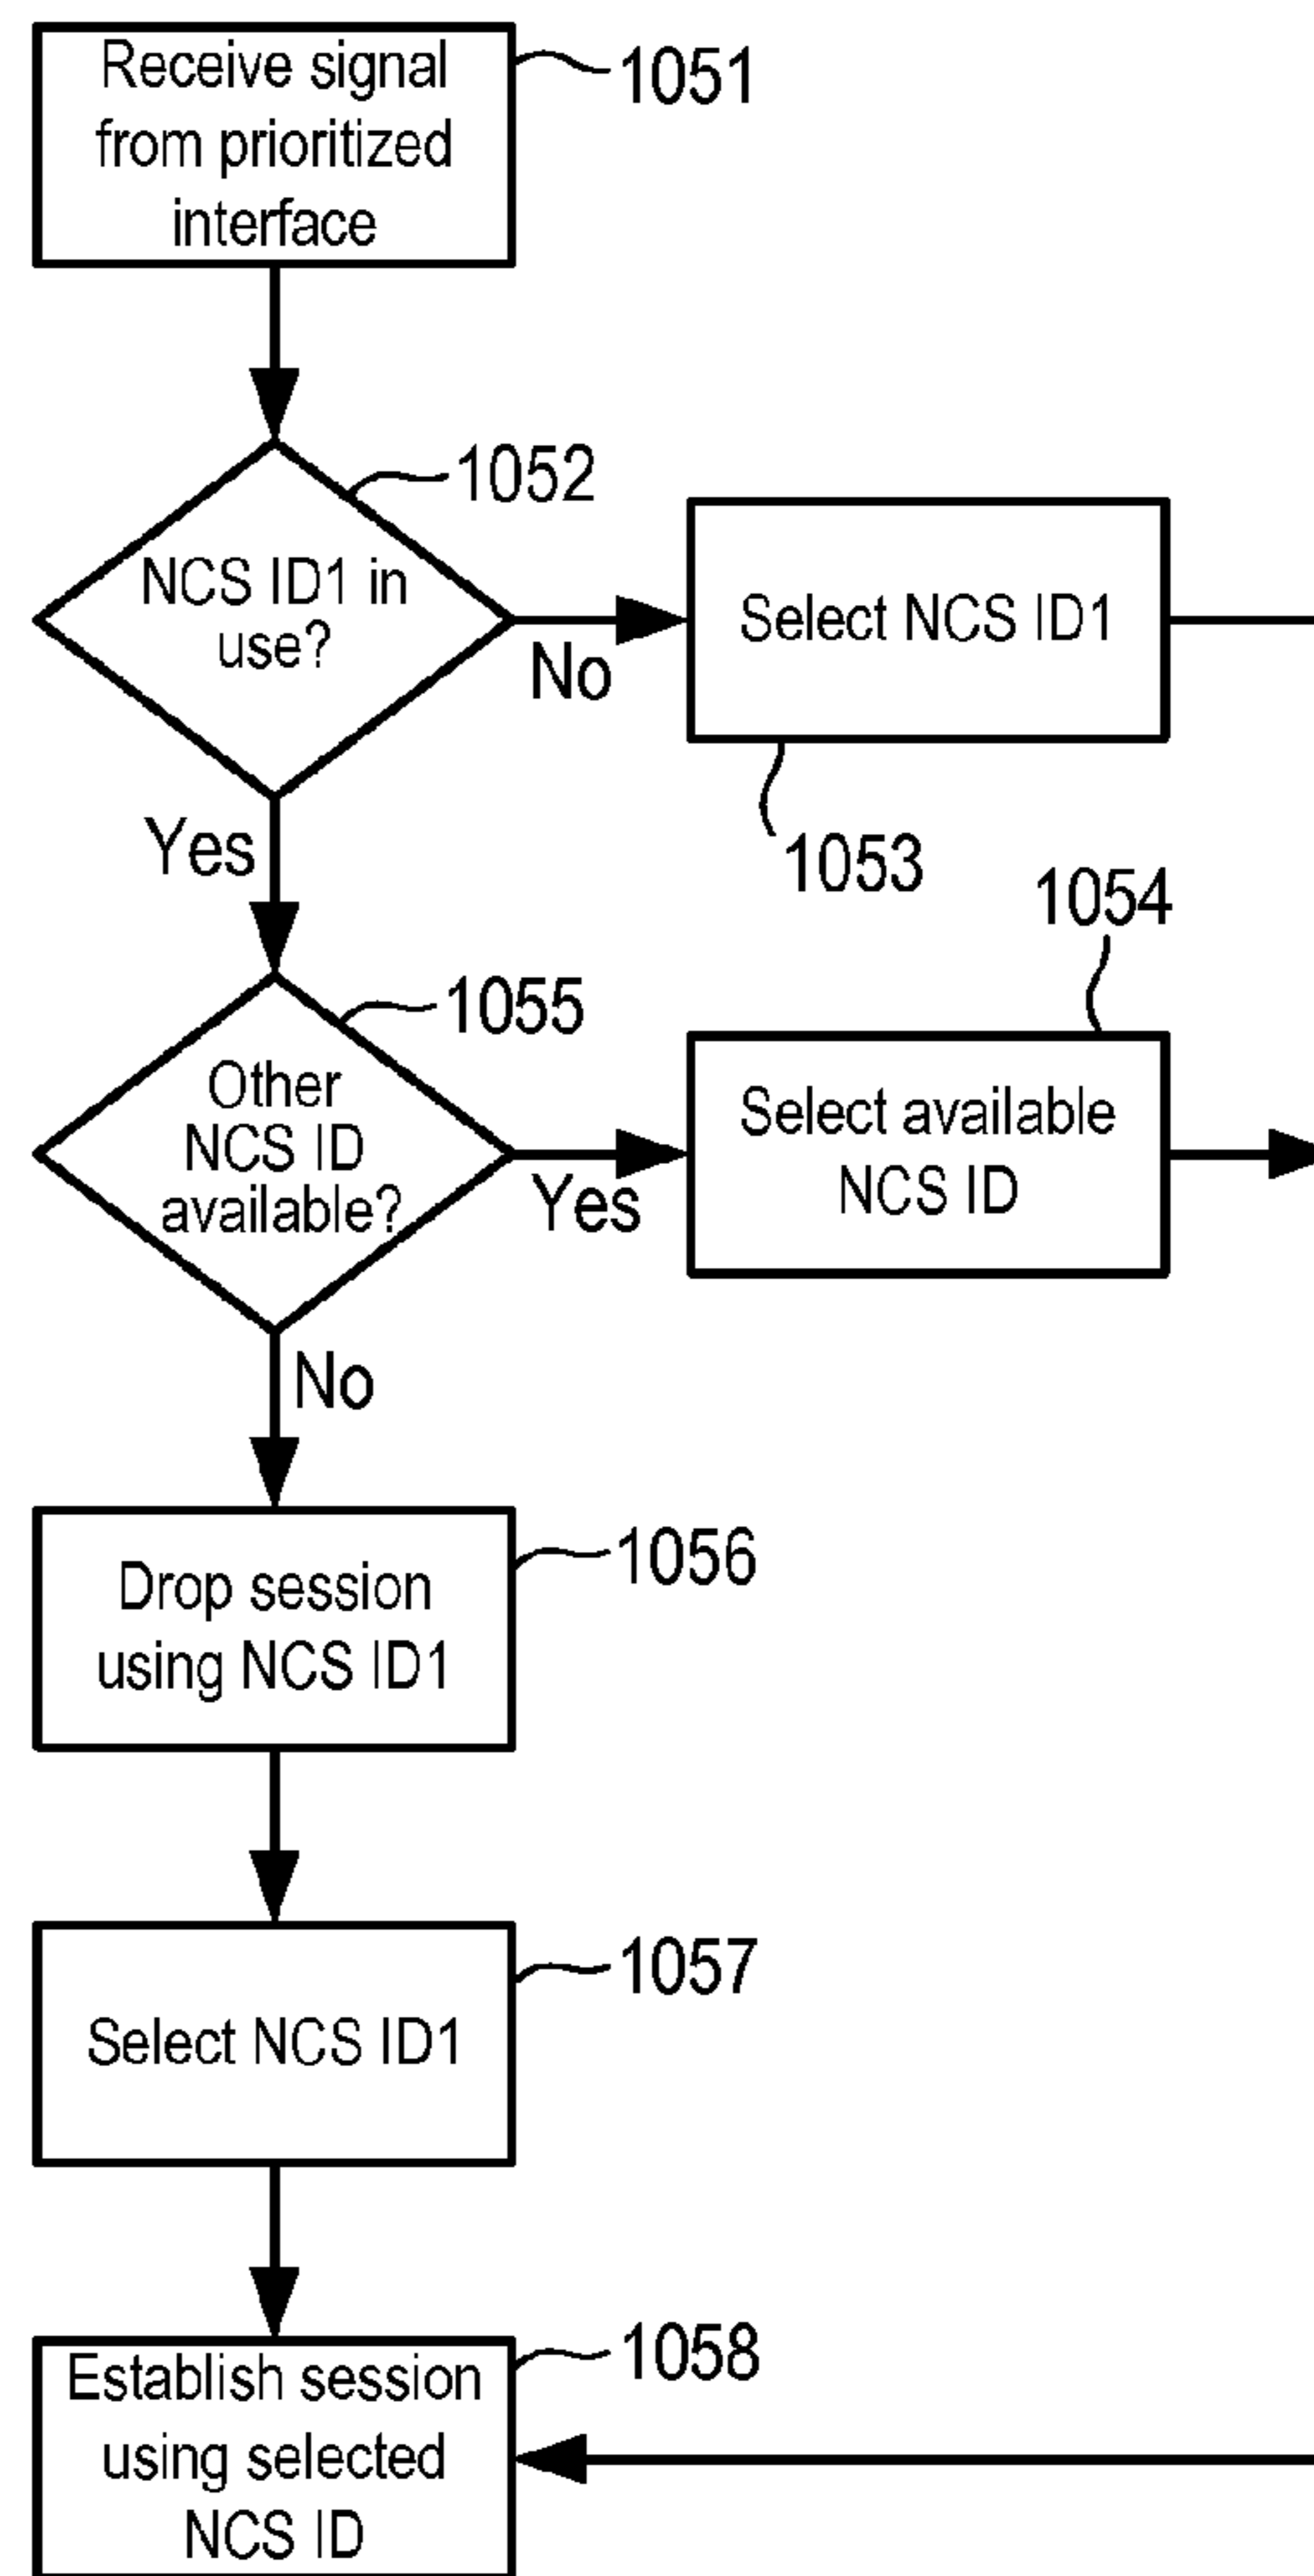 Receive signal
from prioritized
interface
1051
1052
NCS ID1 in
use?
No
Select NCS ID1
1053
Yes
1054
1055
Other
NCS ID
available?
Yes
Select available
NCS ID
No
1056
Drop session
using NCS ID1
1057
Select NCS ID1
1058
Establish session
using selected
NCS ID